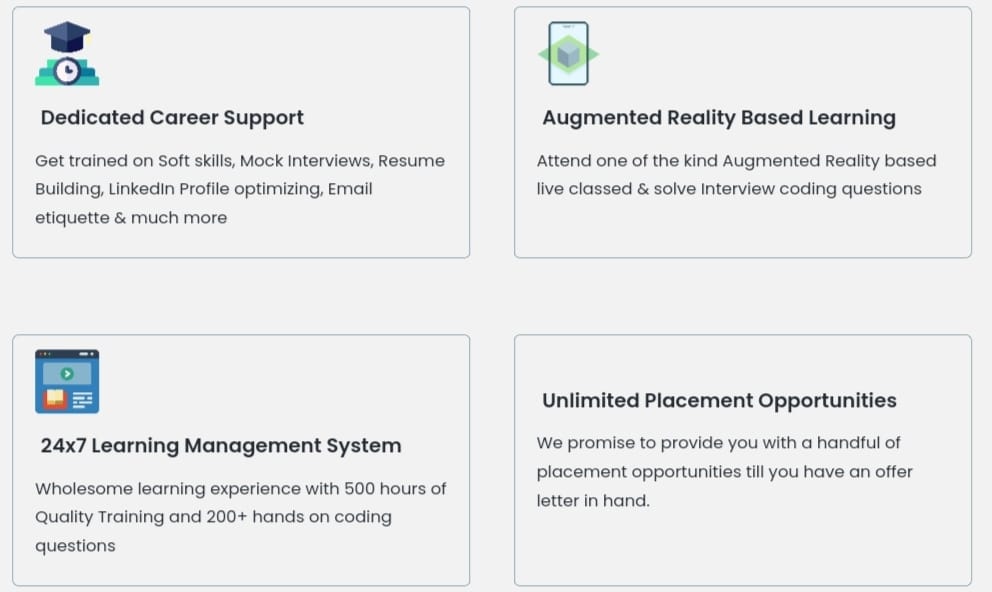 Dedicated Career Support
Get trained on Soft skills, Mock Interviews, Resume
Building, LinkedIn Profile optimizing, Email
etiquette & much more
Augmented Reality Based Learning
Attend one of the kind Augmented Reality based
live classed & solve Interview coding questions
24x7 Learning Management System
Wholesome learning experience with 500 hours of
Quality Training and 200+ hands on coding
questions
Unlimited Placement Opportunities
We promise to provide you with a handful of
placement opportunities till you have an offer
letter in hand.